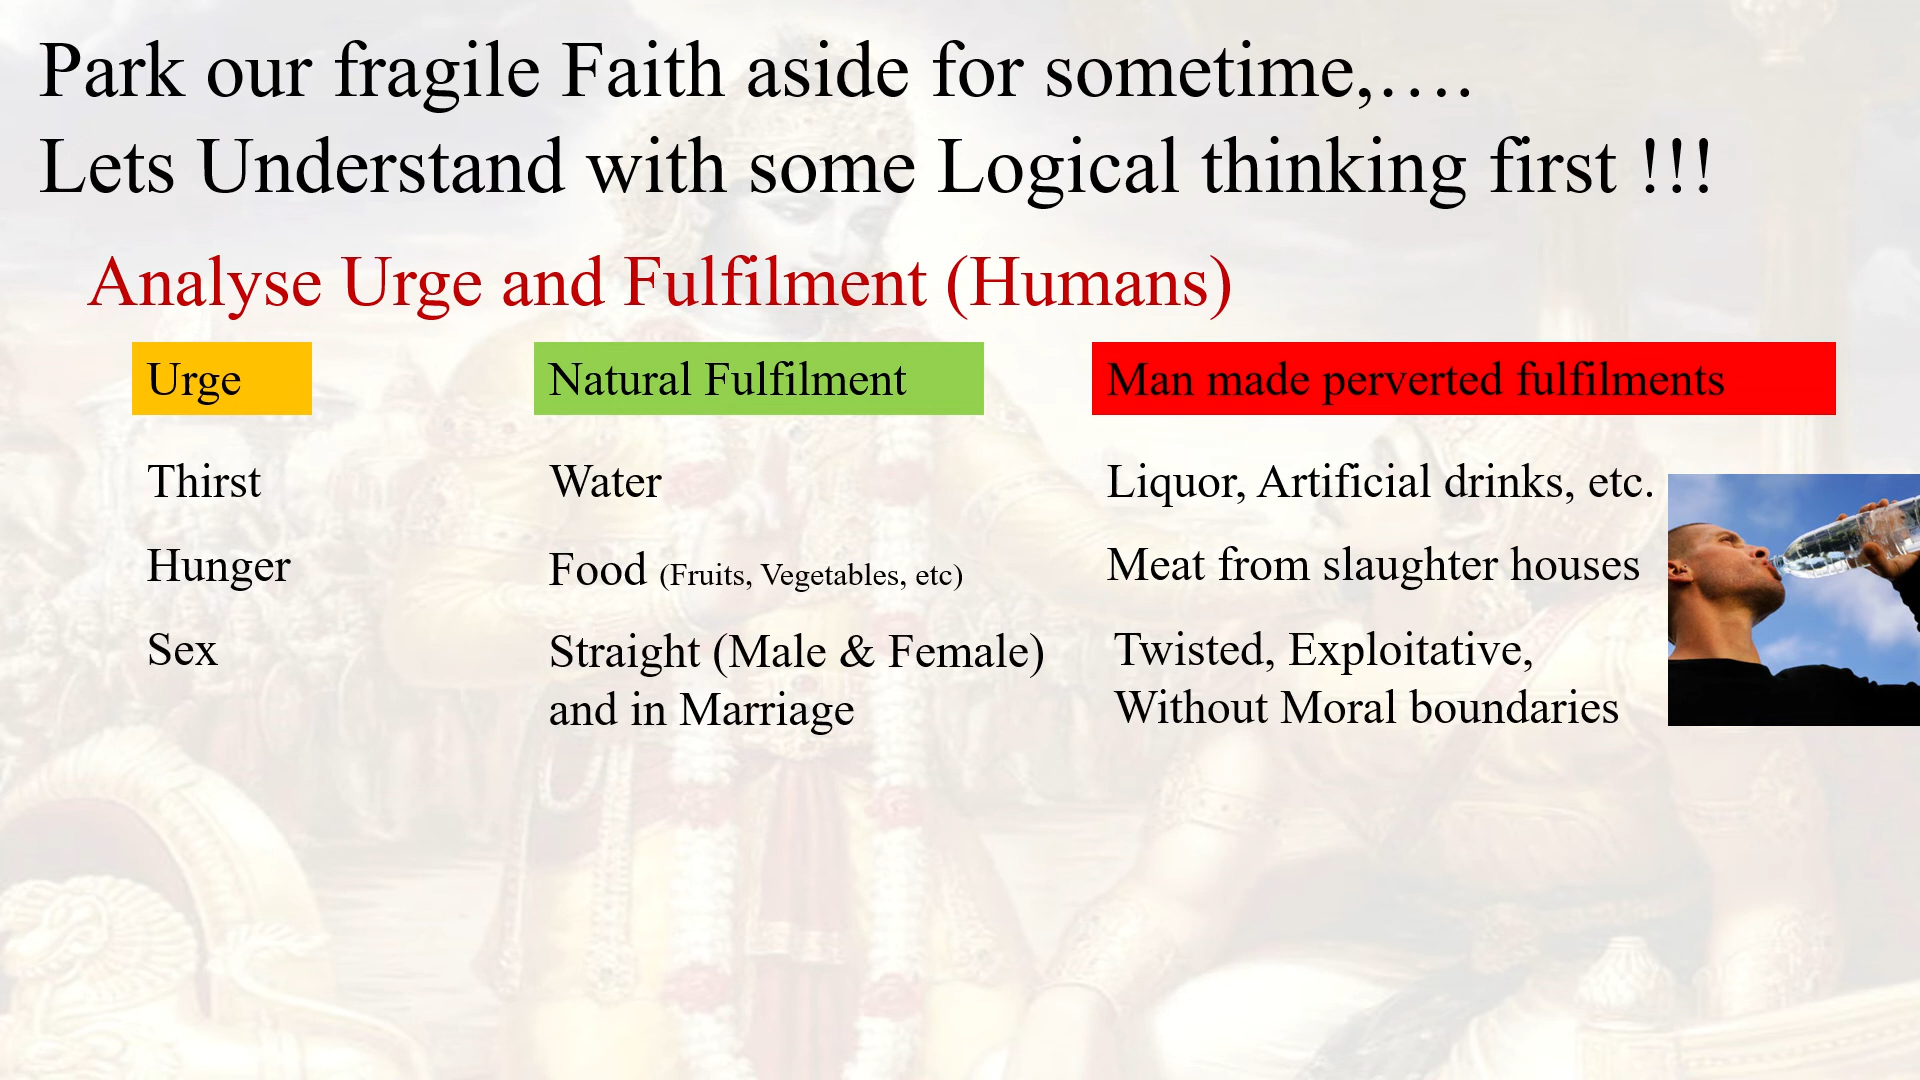 Park our fragile Faith aside for sometime,….
Lets Understand with some Logical thinking first !!!
Analyse Urge and Fulfilment (Humans)
Urge
Natural Fulfilment
Man made perverted fulfilments
Thirst
Water
Liquor, Artificial drinks, etc.
Hunger
Food (Fruits, Vegetables, etc)
Meat from slaughter houses
Sex
Straight (Male & Female)
and in Marriage
Twisted, Exploitative,
Without Moral boundaries